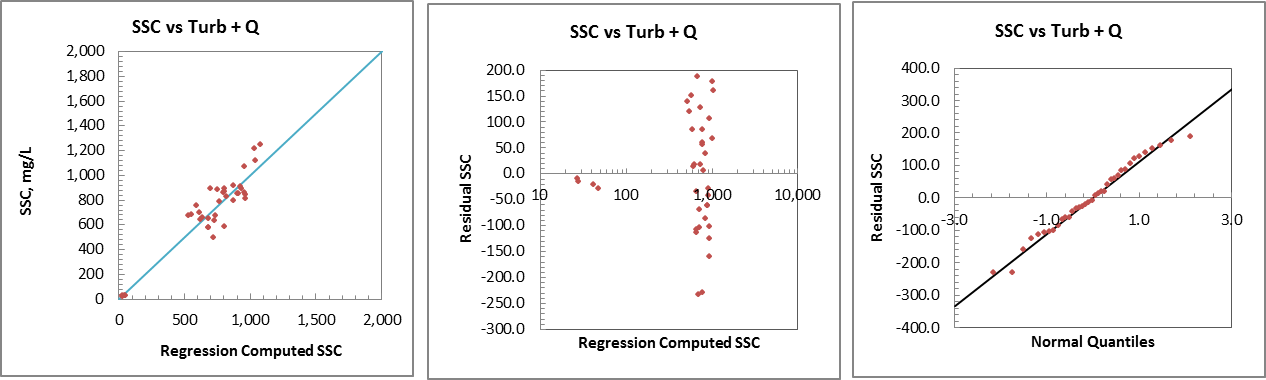 SSC vs Turb + Q
SSC, mg/L
2,000
1,800
1,600
1,400
1,200
1,000
800
600
400
200
0
0 500 1,000 1,500 2,000
Regression Computed SSC
SSC vs Turb + Q
Residual SSC
200.0
150.0
100.0
50.0
0.0
-50.0
-100.0
-150.0
-200.0
-250.0
-300.0
10 100 1,000 10,000
Regression Computed SSC
SSC vs Turb + Q
Residual SSC
400.0
300.0
200.0
100.0
0.0
-100.0
-200.0
-300.0
-400.0
-3.0 -1.0 1.0 3.0
Normal Quantiles